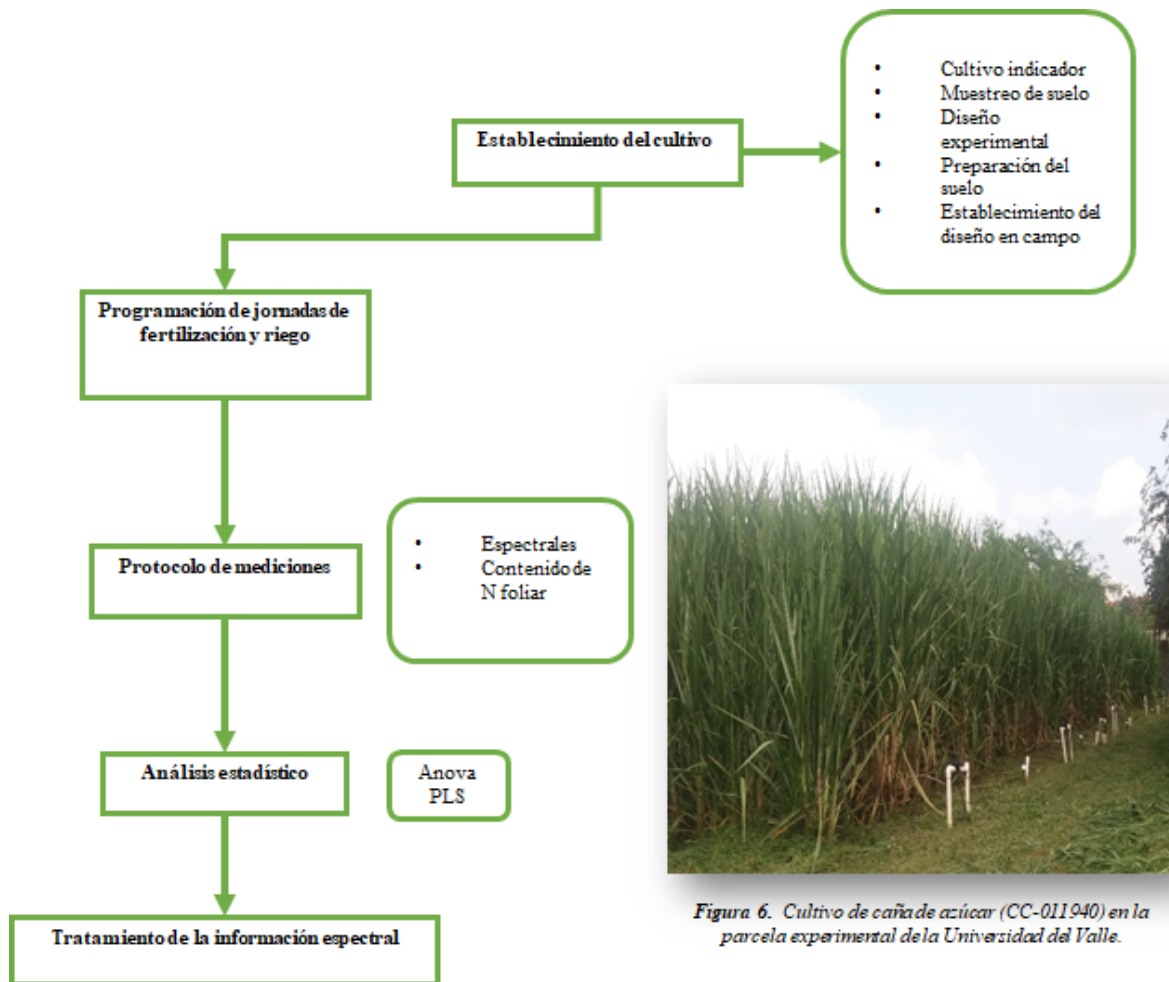 Establecimiento del cultivo
• Cultivo indicador
• Muestreo de suelo
• Diseño
experimental
• Preparación del
suelo
• Establecimiento del
diseño en campo
Programación de jornadas de
fertilización y riego
Protocolo de mediciones
• Espectrales
• Contenido de
N foliar
Análisis estadístico
Anova
PLS
Tratamiento de la información espectral
Figura 6. Cultivo de caña de azúcar (CC-011940) en la
parcela experimental de la Universidad del Valle.